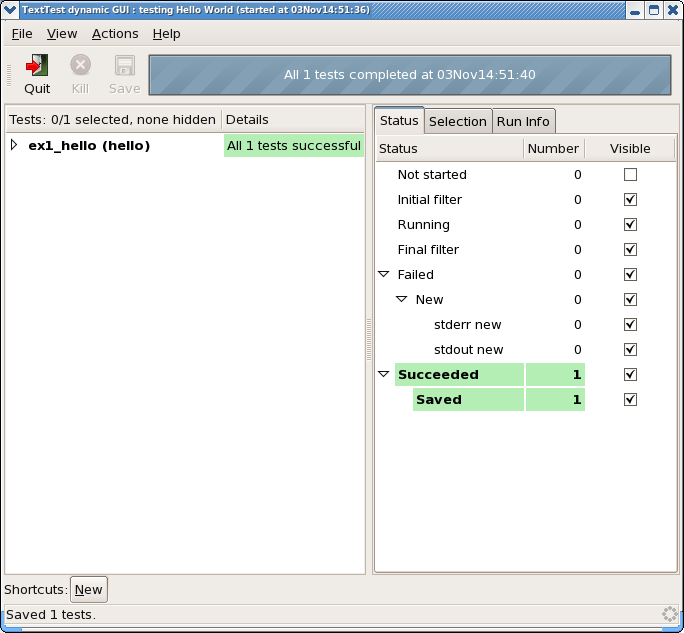 TextTest dynamic GUI : testing Hello World (started at 03Nov14:51:36)
File View Actions Help
Quit Kill Save
All 1 tests completed at 03Nov14:51:40
Tests: 0/1 selected, none hidden Details
ex1_hello (hello) All 1 tests successful
Status Selection Run Info
Status Number Visible
Not started 0
Initial filter 0
Running 0
Final filter 0
Failed 0
New 0
stderr new 0
stdout new 0
Succeeded 1
Saved 1
Shortcuts: New
Saved 1 tests.